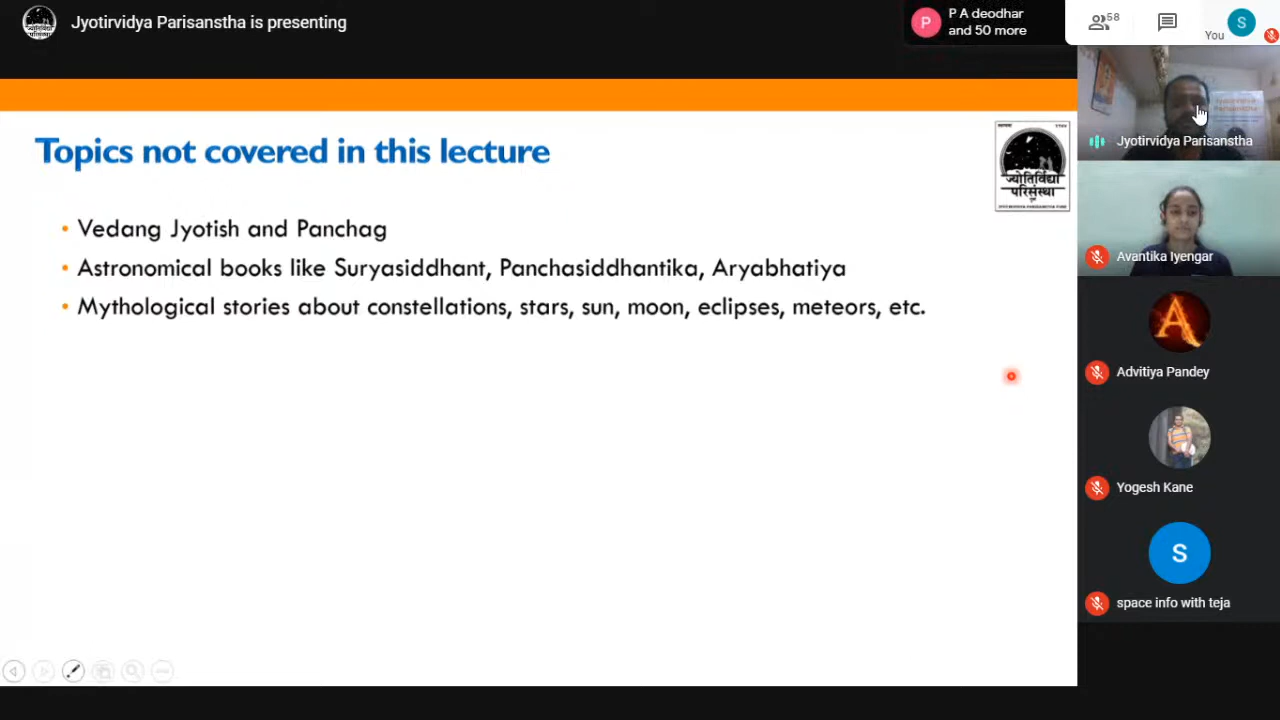 Jyotirvidya Parisanstha is presenting
P A deodhar
and 50 more
58
You
S
P
Topics not covered in this lecture
ज्योतिर्विद्या
परिसंस्था
• Vedang Jyotish and Panchag
• Astronomical books like Suryasiddhant, Panchasiddhantika, Aryabhatiya
• Mythological stories about constellations, stars, sun, moon, eclipses, meteors, etc.
Jyotirvidya Parisanstha
Avantika Iyengar
A
Advitiya Pandey
Yogesh Kane
S
space info with teja